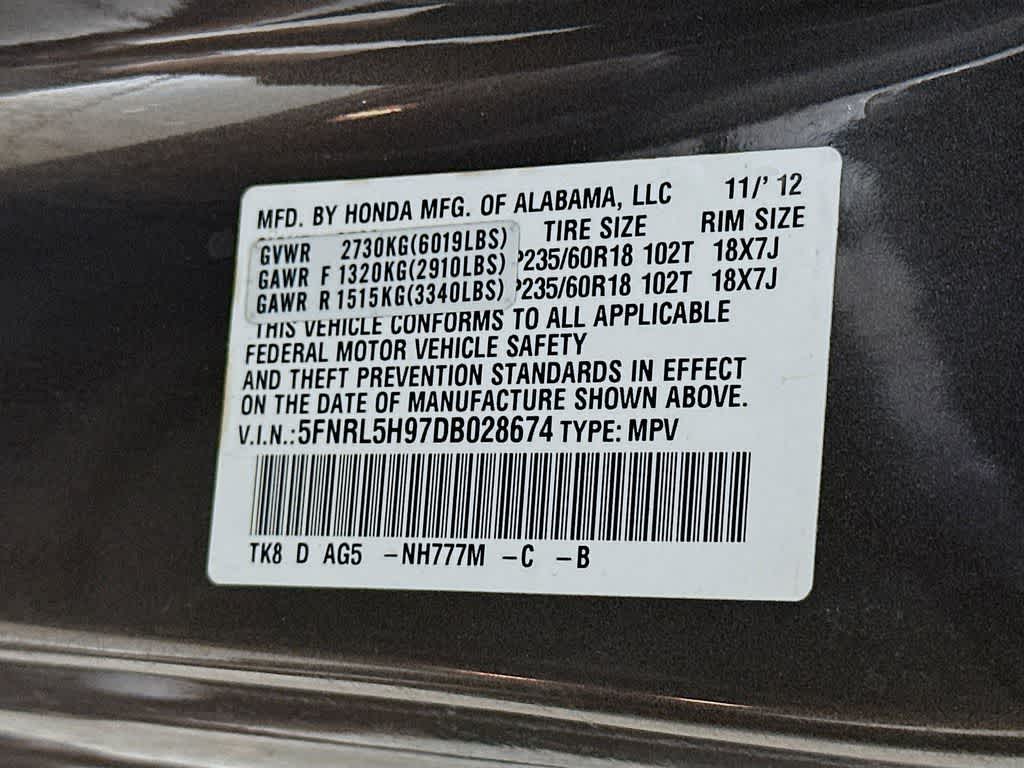 MFD. BY HONDA MFG. OF ALABAMA, LLC 11/' 12
TIRE SIZE RIM SIZE
GVWR 2730KG(6019LBS)
GAWR F 1320KG(2910LBS) P235/60R18 102T 18X7J
GAWR R 1515KG(3340LBS) P235/60R18 102T 18X7J
THIS VEHICLE CONFORMS TO ALL APPLICABLE
FEDERAL MOTOR VEHICLE SAFETY
AND THEFT PREVENTION STANDARDS IN EFFECT
ON THE DATE OF MANUFACTURE SHOWN ABOVE.
V.I.N.:5FNRL5H97DB028674 TYPE: MPV
TK8 D AG5 -NH777M -C -B